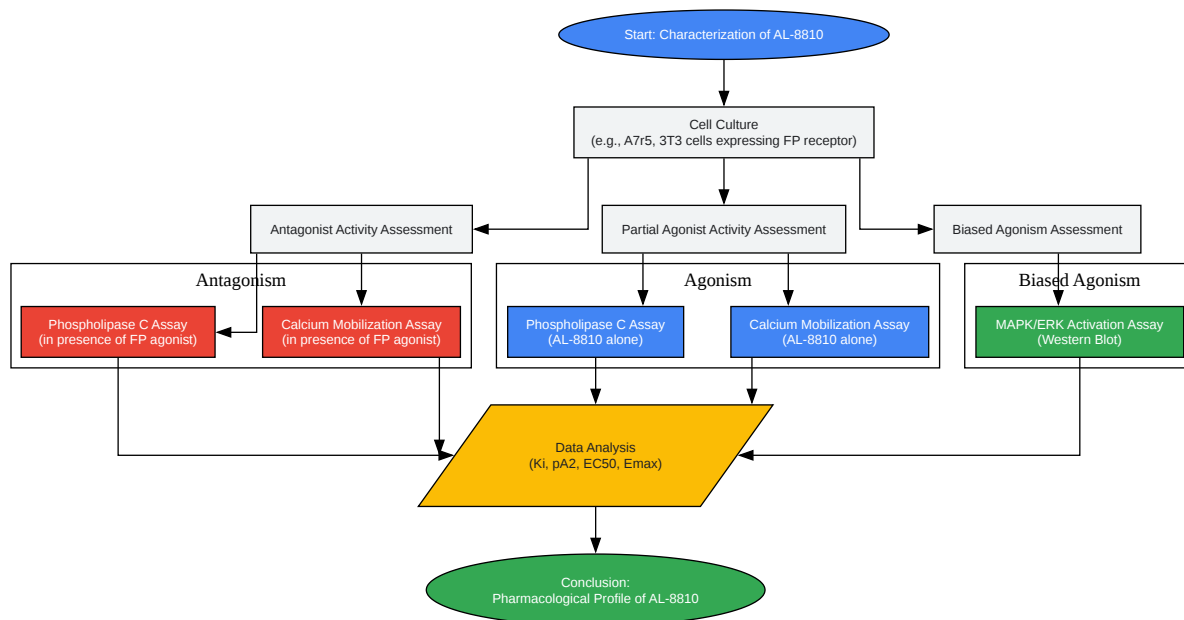 Start: Characterization of AL-8810
Cell Culture
(e.g., A7r5, 3T3 cells expressing FP receptor)
Antagonist Activity Assessment
Partial Agonist Activity Assessment
Biased Agonism Assessment
Antagonism
Agonism
Biased Agonism
Phospholipase C Assay
(in presence of FP agonist)
Calcium Mobilization Assay
(in presence of FP agonist)
Phospholipase C Assay
(AL-8810 alone)
Calcium Mobilization Assay
(AL-8810 alone)
MAPK/ERK Activation Assay
(Western Blot)
Data Analysis
(Ki, pA2, EC50, Emax)
Conclusion:
Pharmacological Profile of AL-8810